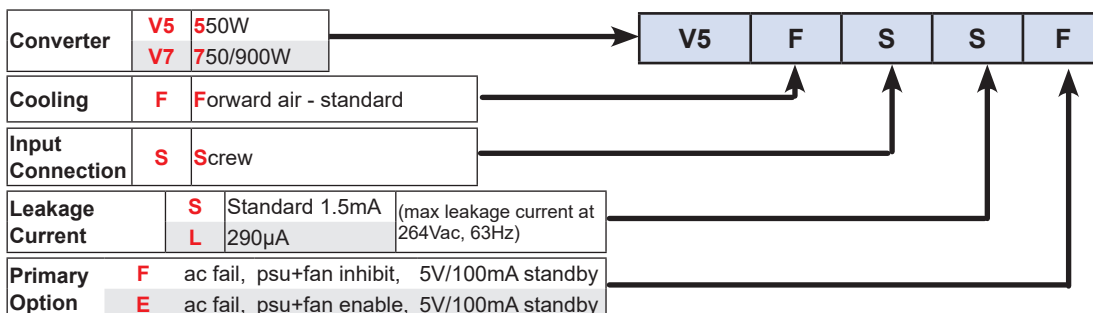 Converter V5 550W
V7 750/900W
V5 F S S F
Cooling F Forward air - standard
Input Connection S Screw
Leakage Current S Standard 1.5mA (max leakage current at 264Vac, 63Hz)
L 290µA
Primary Option F ac fail, psu+fan inhibit, 5V/100mA standby
E ac fail, psu+fan enable, 5V/100mA standby